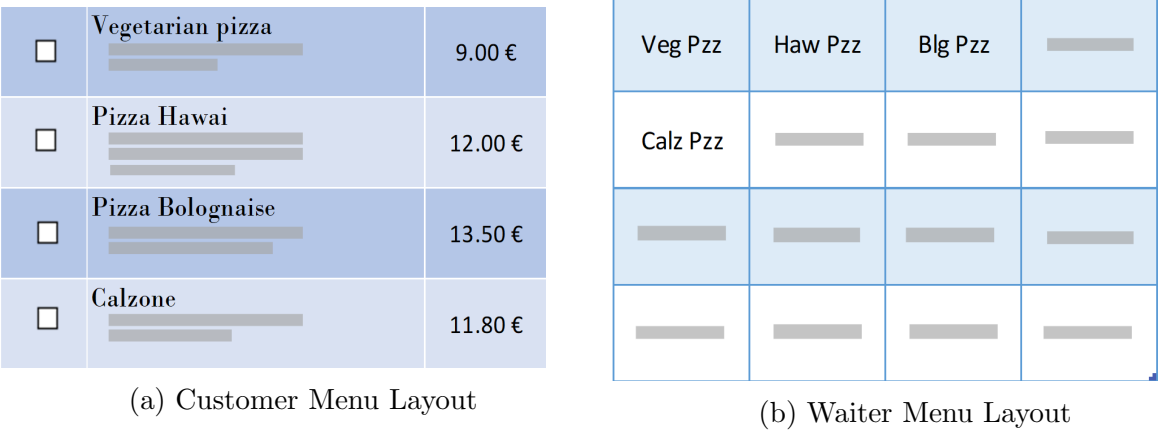 Vegetarian pizza
9.00 €
Pizza Hawai
12.00 €
Pizza Bolognaise
13.50 €
Calzone
11.80 €
(a) Customer Menu Layout
Veg Pzz Haw Pzz Blg Pzz
Calz Pzz
(b) Waiter Menu Layout